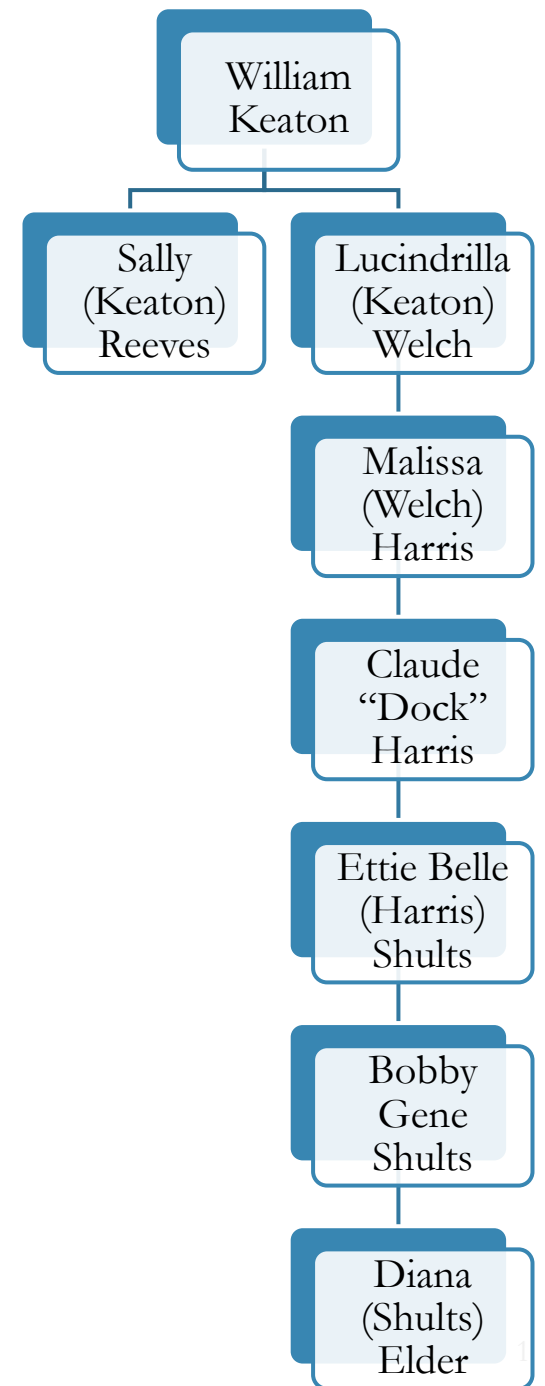 William
Keaton
Sally
(Keaton)
Reeves
Lucindrilla
(Keaton)
Welch
Malissa
(Welch)
Harris
Claude
“Dock”
Harris
Ettie Belle
(Harris)
Shults
Bobby
Gene
Shults
Diana
(Shults)
Elder
1